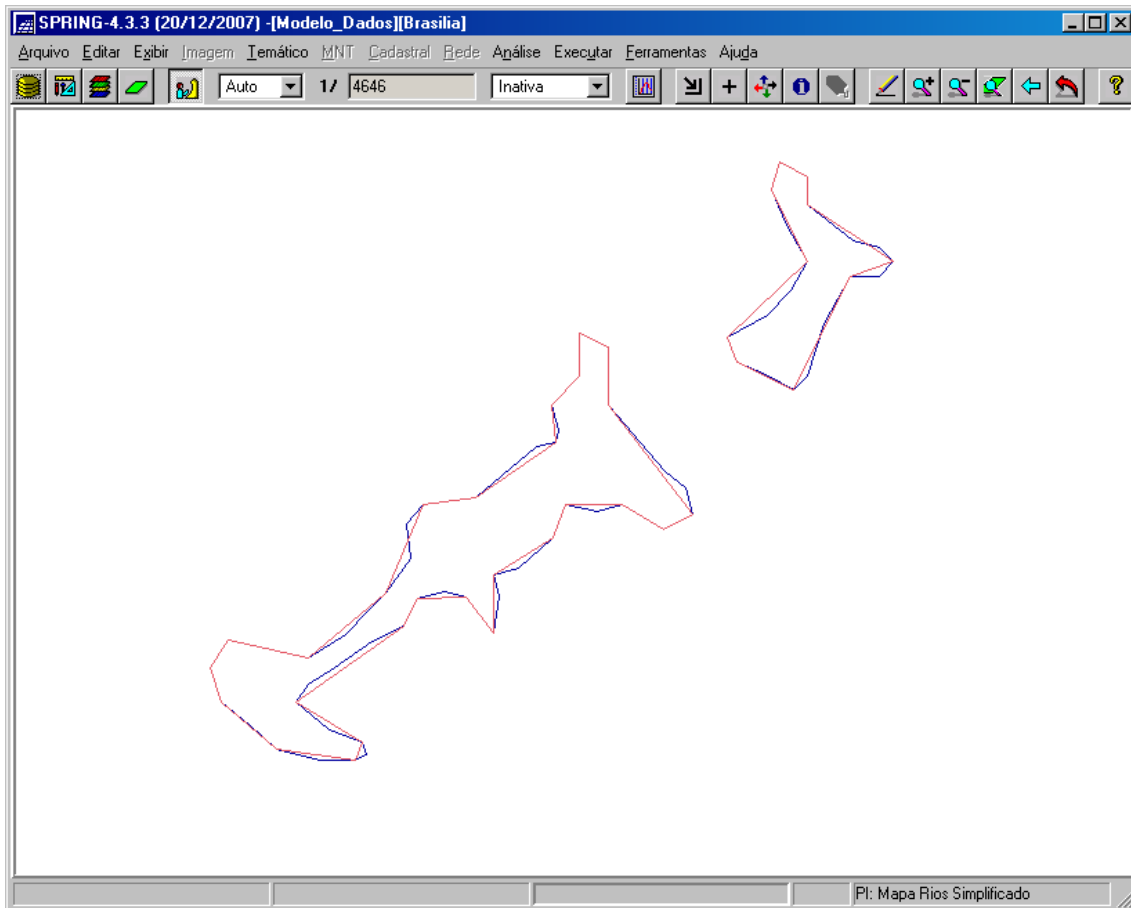 SPRING-4.3.3 (20/12/2007) -[Modelo_Dados][Brasilia]
Arquivo Editar Exibir Imagem Temático MNT Cadastral Rede Análise Executar Ferramentas Ajuda
Auto 1/ 4646 Inativa
PI: Mapa Rios Simplificado